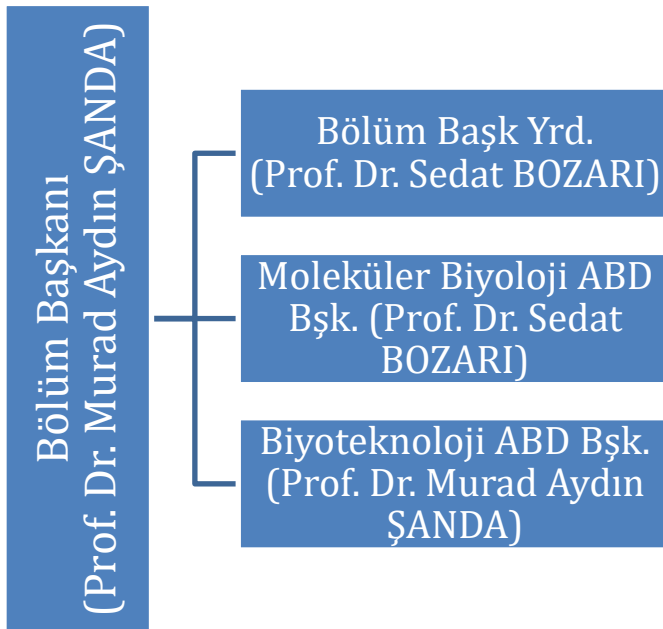 Bölüm Başkanı
(Prof. Dr. Murad Aydın ŞANDA)
Bölüm Başk Yrd.
(Prof. Dr. Sedat BOZARI)
Moleküler Biyoloji ABD
Bşk. (Prof. Dr. Sedat
BOZARI)
Biyoteknoloji ABD Bşk.
(Prof. Dr. Murad Aydın
ŞANDA)